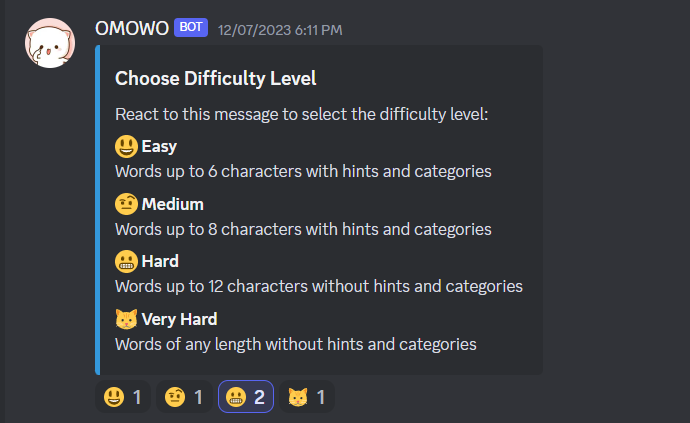 OMOWO BOT 12/07/2023 6:11 PM
Choose Difficulty Level
React to this message to select the difficulty level:
😃 Easy
Words up to 6 characters with hints and categories
🤨 Medium
Words up to 8 characters with hints and categories
😬 Hard
Words up to 12 characters without hints and categories
😼 Very Hard
Words of any length without hints and categories
😃 1 🤨 1 😬 2 😼 1